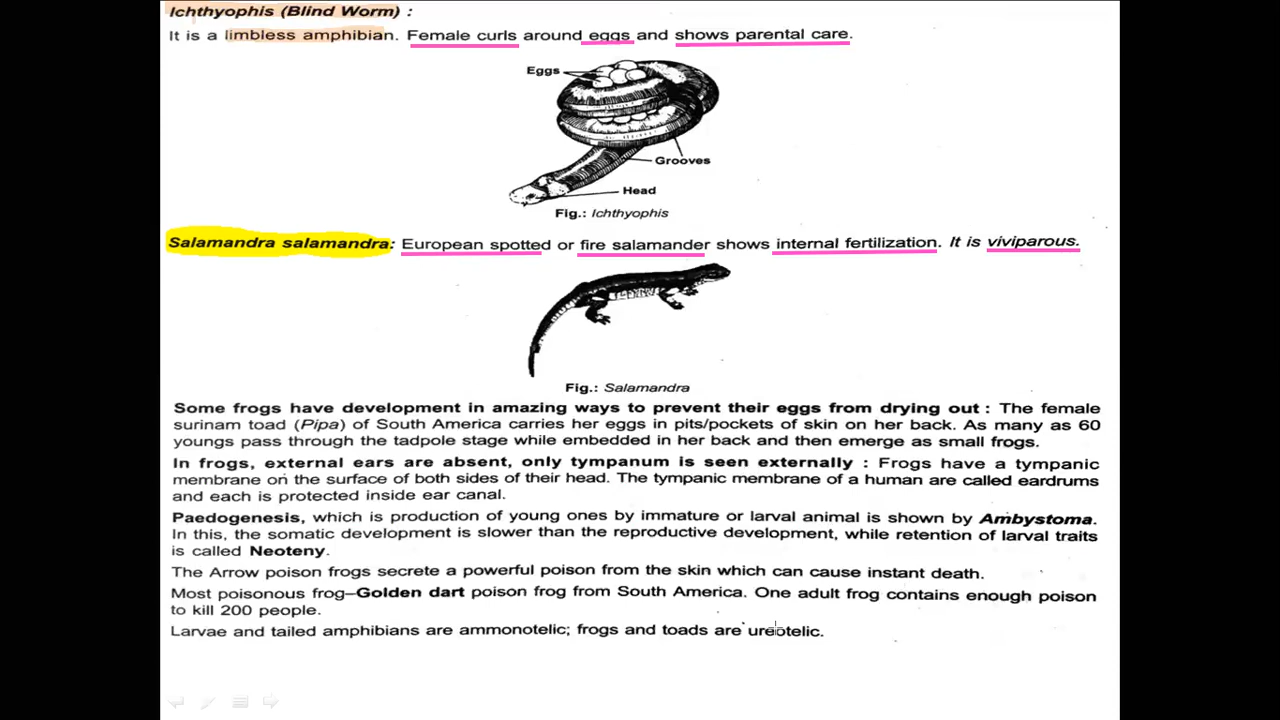 Ichthyophis (Blind Worm) :
It is a limbless amphibian. Female curls around eggs and shows parental care.
Eggs
Grooves
Head
Fig.: Ichthyophis
Salamandra salamandra: European spotted or fire salamander shows internal fertilization. It is viviparous.
Fig.: Salamandra
Some frogs have development in amazing ways to prevent their eggs from drying out : The female
surinam toad (Pipa) of South America carries her eggs in pits/pockets of skin on her back. As many as 60
youngs pass through the tadpole stage while embedded in her back and then emerge as small frogs.
In frogs, external ears are absent, only tympanum is seen externally : Frogs have a tympanic
membrane on the surface of both sides of their head. The tympanic membrane of a human are called eardrums
and each is protected inside ear canal.
Paedogenesis, which is production of young ones by immature or larval animal is shown by Ambystoma.
In this, the somatic development is slower than the reproductive development, while retention of larval traits
is called Neoteny.
The Arrow poison frogs secrete a powerful poison from the skin which can cause instant death.
Most poisonous frog–Golden dart poison frog from South America. One adult frog contains enough poison
to kill 200 people.
Larvae and tailed amphibians are ammonotelic; frogs and toads are ureotelic.